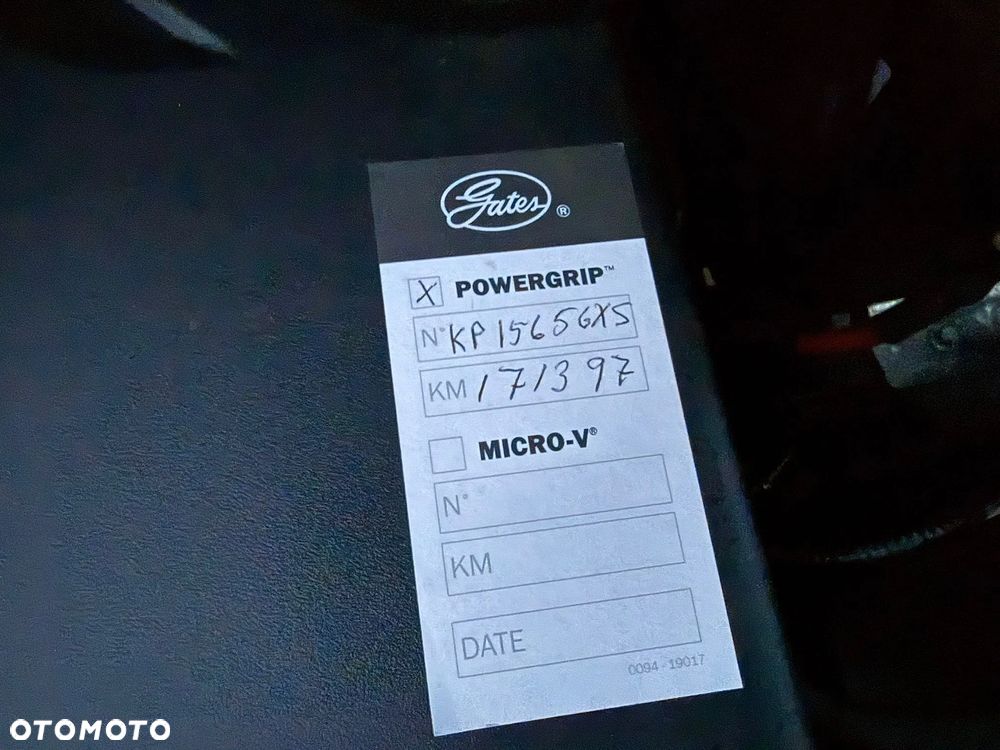 Gates®
X POWERGRIP™
N° KP15656XS
KM 171397
MICRO-V®
N°
KM
DATE
0094 - 19017
OTOMOTO